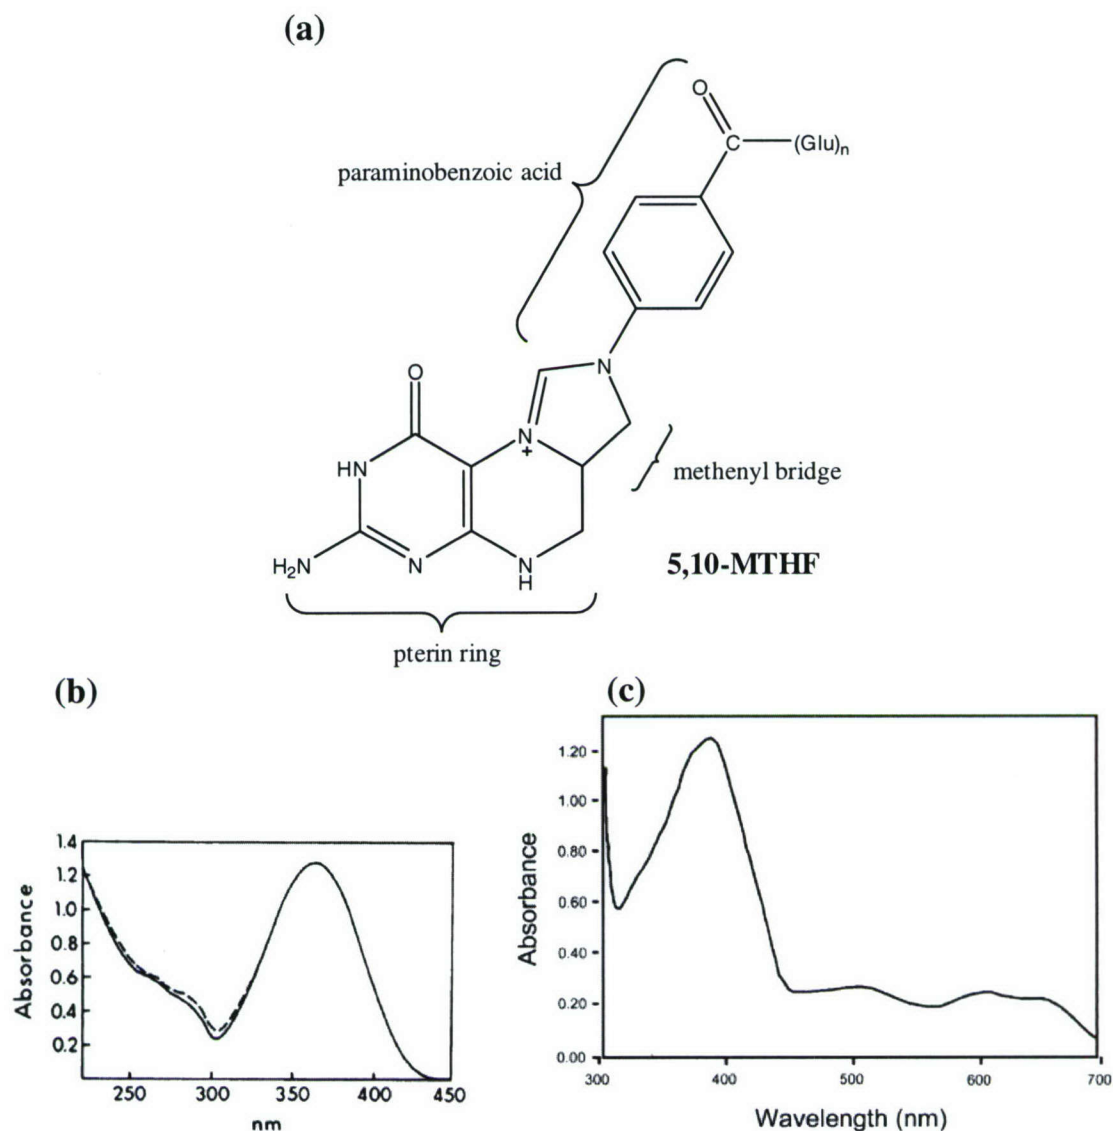 (a)
O
C
(Glu)n
paraminobenzoic acid
O
N
N
+
HN
methenyl bridge
H2N
N
N
H
5,10-MTHF
pterin ring
(b)
1.4
1.2
1.0
0.8
0.6
0.4
0.2
Absorbance
250
300
350
400
450
nm
(c)
1.20
1.00
0.80
0.60
0.40
0.20
0.00
Absorbance
300
400
500
600
700
Wavelength (nm)